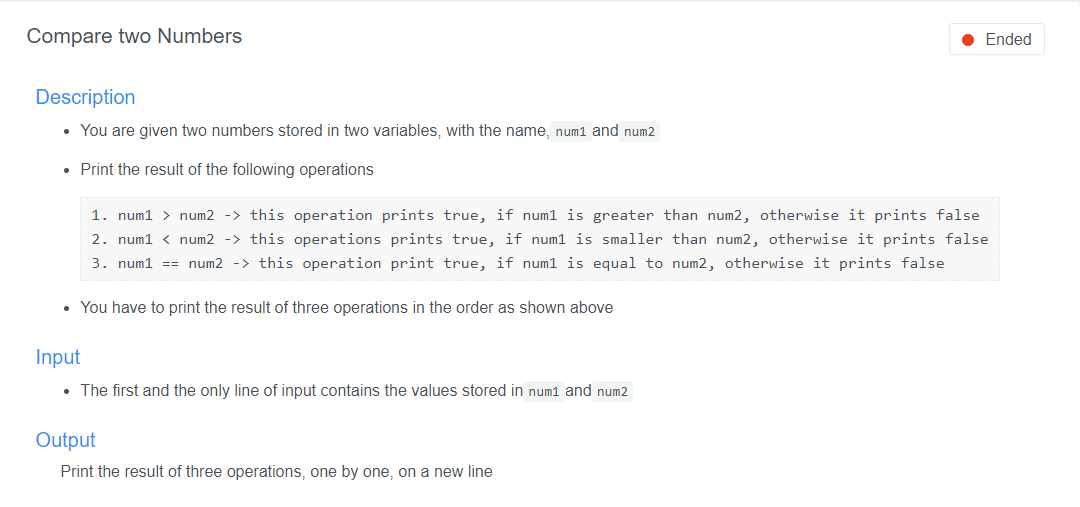 Compare two Numbers
Ended
Description
You are given two numbers stored in two variables, with the name, num1 and num2
Print the result of the following operations
1. num1 > num2 -> this operation prints true, if num1 is greater than num2, otherwise it prints false
2. num1 < num2 -> this operations prints true, if num1 is smaller than num2, otherwise it prints false
3. num1 == num2 -> this operation print true, if num1 is equal to num2, otherwise it prints false
You have to print the result of three operations in the order as shown above
Input
The first and the only line of input contains the values stored in num1 and num2
Output
Print the result of three operations, one by one, on a new line